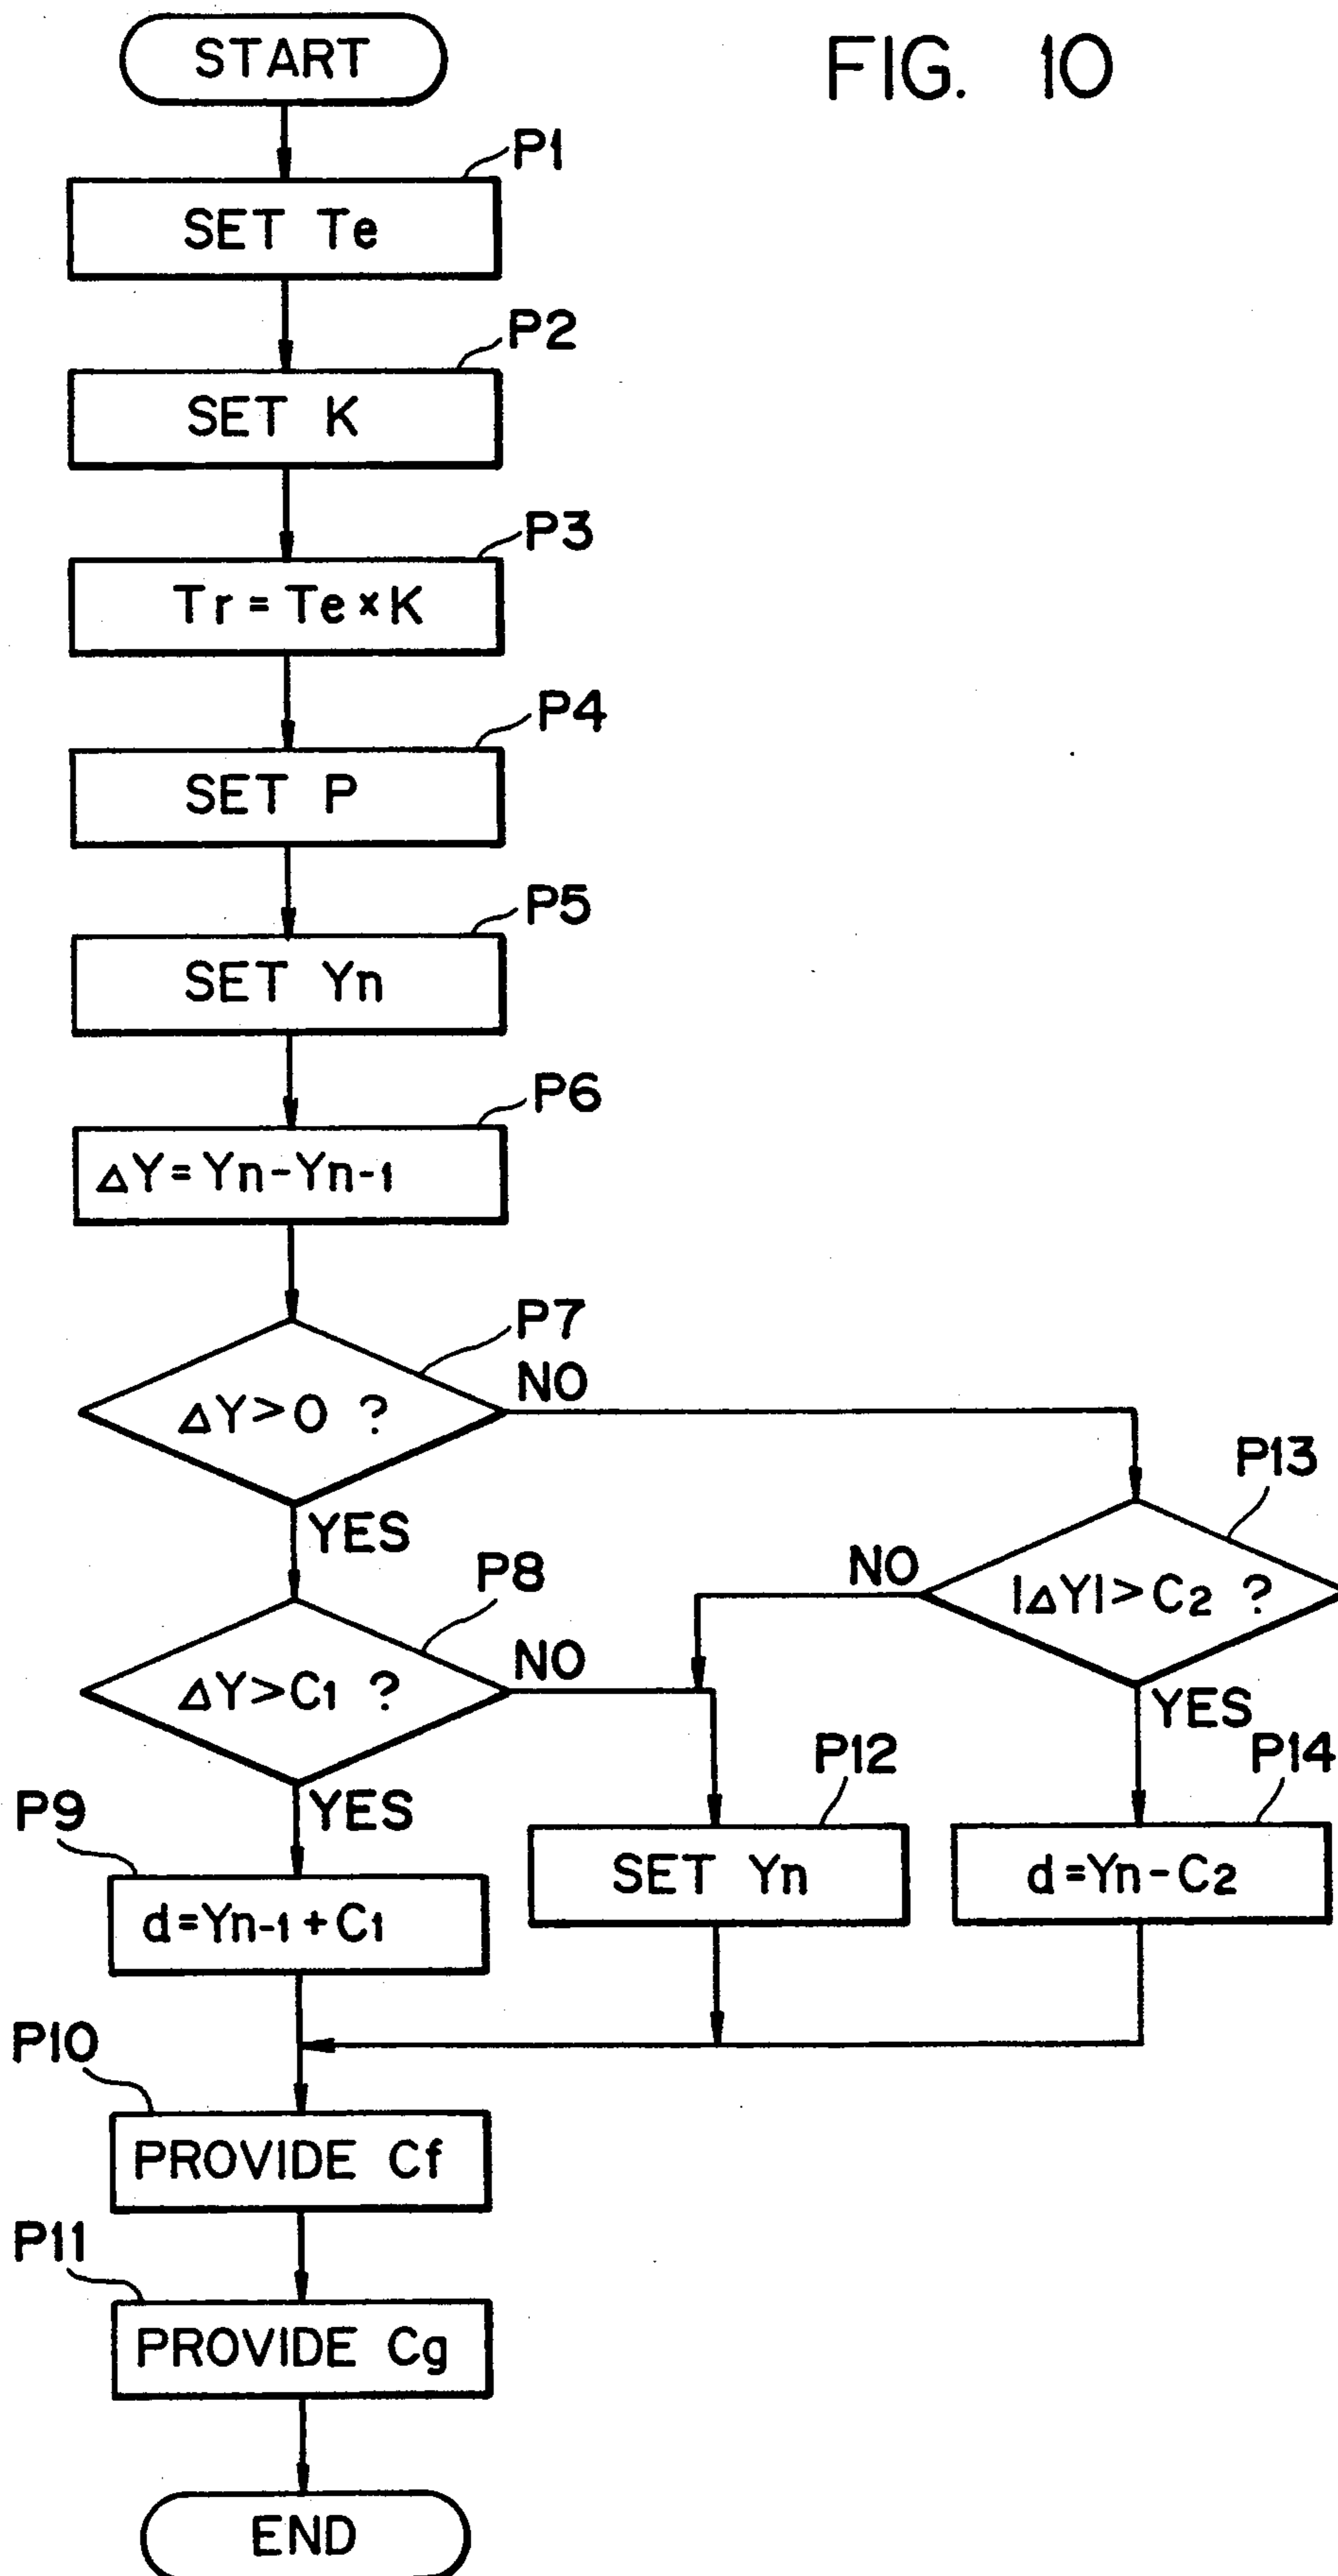 FIG. 10
START
P1
SET Te
P2
SET K
P3
Tr = Te × K
P4
SET P
P5
SET Yn
P6
ΔY = Yn - Yn-1
P7
ΔY > 0 ?
NO
YES
P13
|ΔY| > C2 ?
NO
YES
P8
ΔY > C1 ?
NO
YES
P12
SET Yn
P14
d = Yn - C2
P9
d = Yn-1 + C1
P10
PROVIDE Cf
P11
PROVIDE Cg
END